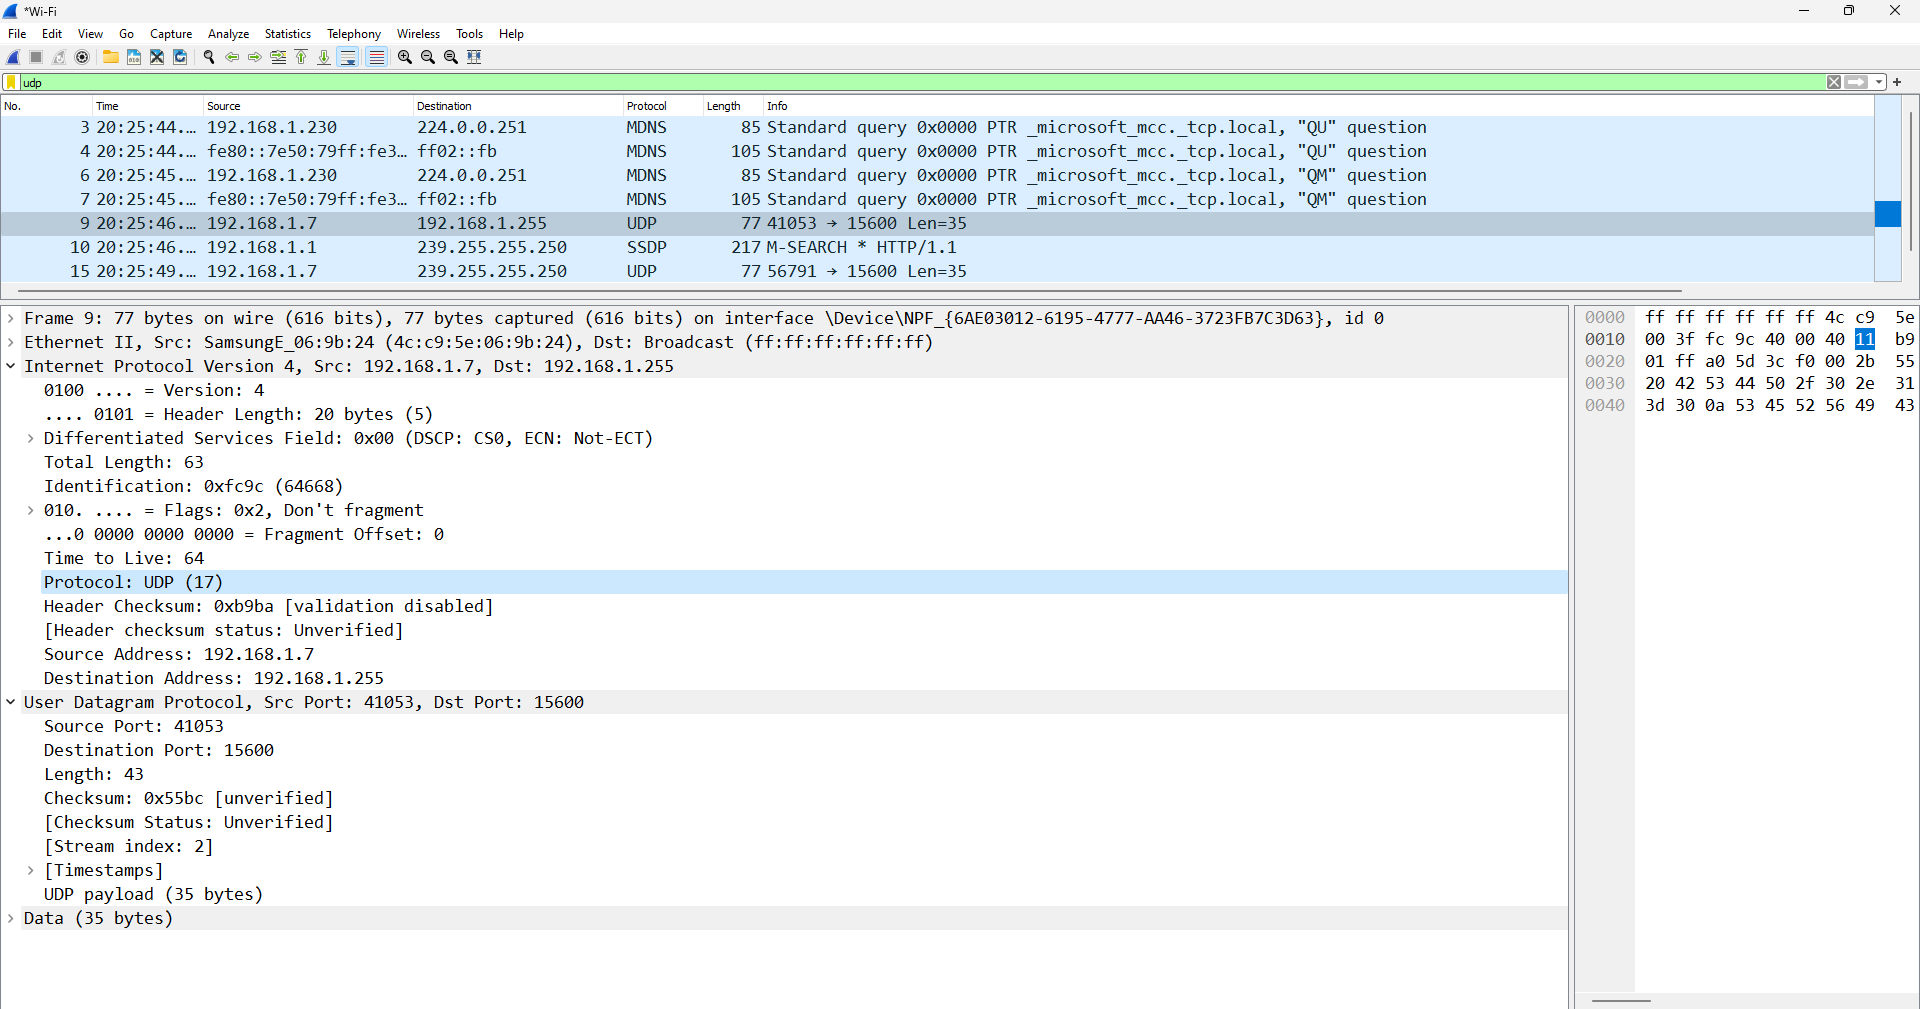 *Wi-Fi
File Edit View Go Capture Analyze Statistics Telephony Wireless Tools Help
udp
No. Time Source Destination Protocol Length Info
3 20:25:44.… 192.168.1.230 224.0.0.251 MDNS 85 Standard query 0x0000 PTR _microsoft_mcc._tcp.local, "QU" question
4 20:25:44.… fe80::7e50:79ff:fe3… ff02::fb MDNS 105 Standard query 0x0000 PTR _microsoft_mcc._tcp.local, "QU" question
6 20:25:45.… 192.168.1.230 224.0.0.251 MDNS 85 Standard query 0x0000 PTR _microsoft_mcc._tcp.local, "QM" question
7 20:25:45.… fe80::7e50:79ff:fe3… ff02::fb MDNS 105 Standard query 0x0000 PTR _microsoft_mcc._tcp.local, "QM" question
9 20:25:46.… 192.168.1.7 192.168.1.255 UDP 77 41053 → 15600 Len=35
10 20:25:46.… 192.168.1.1 239.255.255.250 SSDP 217 M-SEARCH * HTTP/1.1
15 20:25:49.… 192.168.1.7 239.255.255.250 UDP 77 56791 → 15600 Len=35
Frame 9: 77 bytes on wire (616 bits), 77 bytes captured (616 bits) on interface \Device\NPF_{6AE03012-6195-4777-AA46-3723FB7C3D63}, id 0
Ethernet II, Src: SamsungE_06:9b:24 (4c:c9:5e:06:9b:24), Dst: Broadcast (ff:ff:ff:ff:ff:ff)
Internet Protocol Version 4, Src: 192.168.1.7, Dst: 192.168.1.255
0100 .... = Version: 4
.... 0101 = Header Length: 20 bytes (5)
Differentiated Services Field: 0x00 (DSCP: CS0, ECN: Not-ECT)
Total Length: 63
Identification: 0xfc9c (64668)
010. .... = Flags: 0x2, Don't fragment
...0 0000 0000 0000 = Fragment Offset: 0
Time to Live: 64
Protocol: UDP (17)
Header Checksum: 0xb9ba [validation disabled]
[Header checksum status: Unverified]
Source Address: 192.168.1.7
Destination Address: 192.168.1.255
User Datagram Protocol, Src Port: 41053, Dst Port: 15600
Source Port: 41053
Destination Port: 15600
Length: 43
Checksum: 0x55bc [unverified]
[Checksum Status: Unverified]
[Stream index: 2]
[Timestamps]
UDP payload (35 bytes)
Data (35 bytes)
0000 ff ff ff ff ff ff 4c c9 5e
0010 00 3f fc 9c 40 00 40 11 b9
0020 01 ff a0 5d 3c f0 00 2b 55
0030 20 42 53 44 50 2f 30 2e 31
0040 3d 30 0a 53 45 52 56 49 43